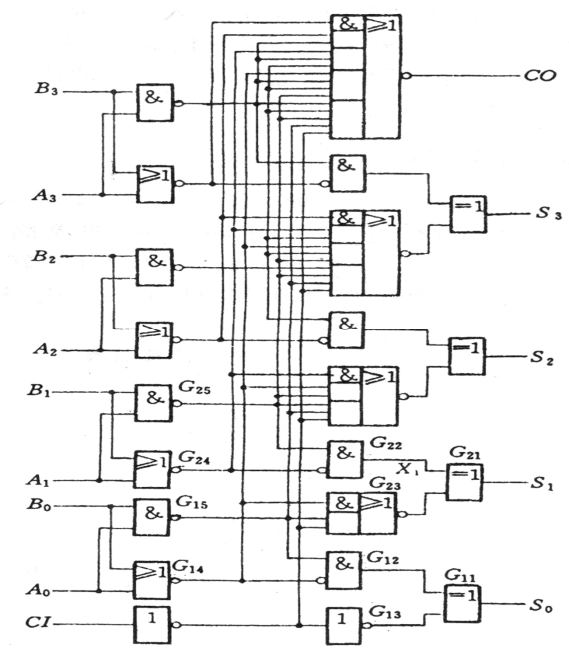 & ≥1
B₃ & CO
A₃ ≥1 & =1 S₃
& ≥1
B₂ &
A₂ ≥1 & =1 S₂
& ≥1
B₁ & G₂₅
G₂₂ G₂₁
A₁ ≥1 G₂₄ & X₁ =1 S₁
G₂₃
B₀ & G₁₅ & ≥1
G₁₂ G₁₁
A₀ ≥1 G₁₄ & =1 S₀
CI 1 1 G₁₃